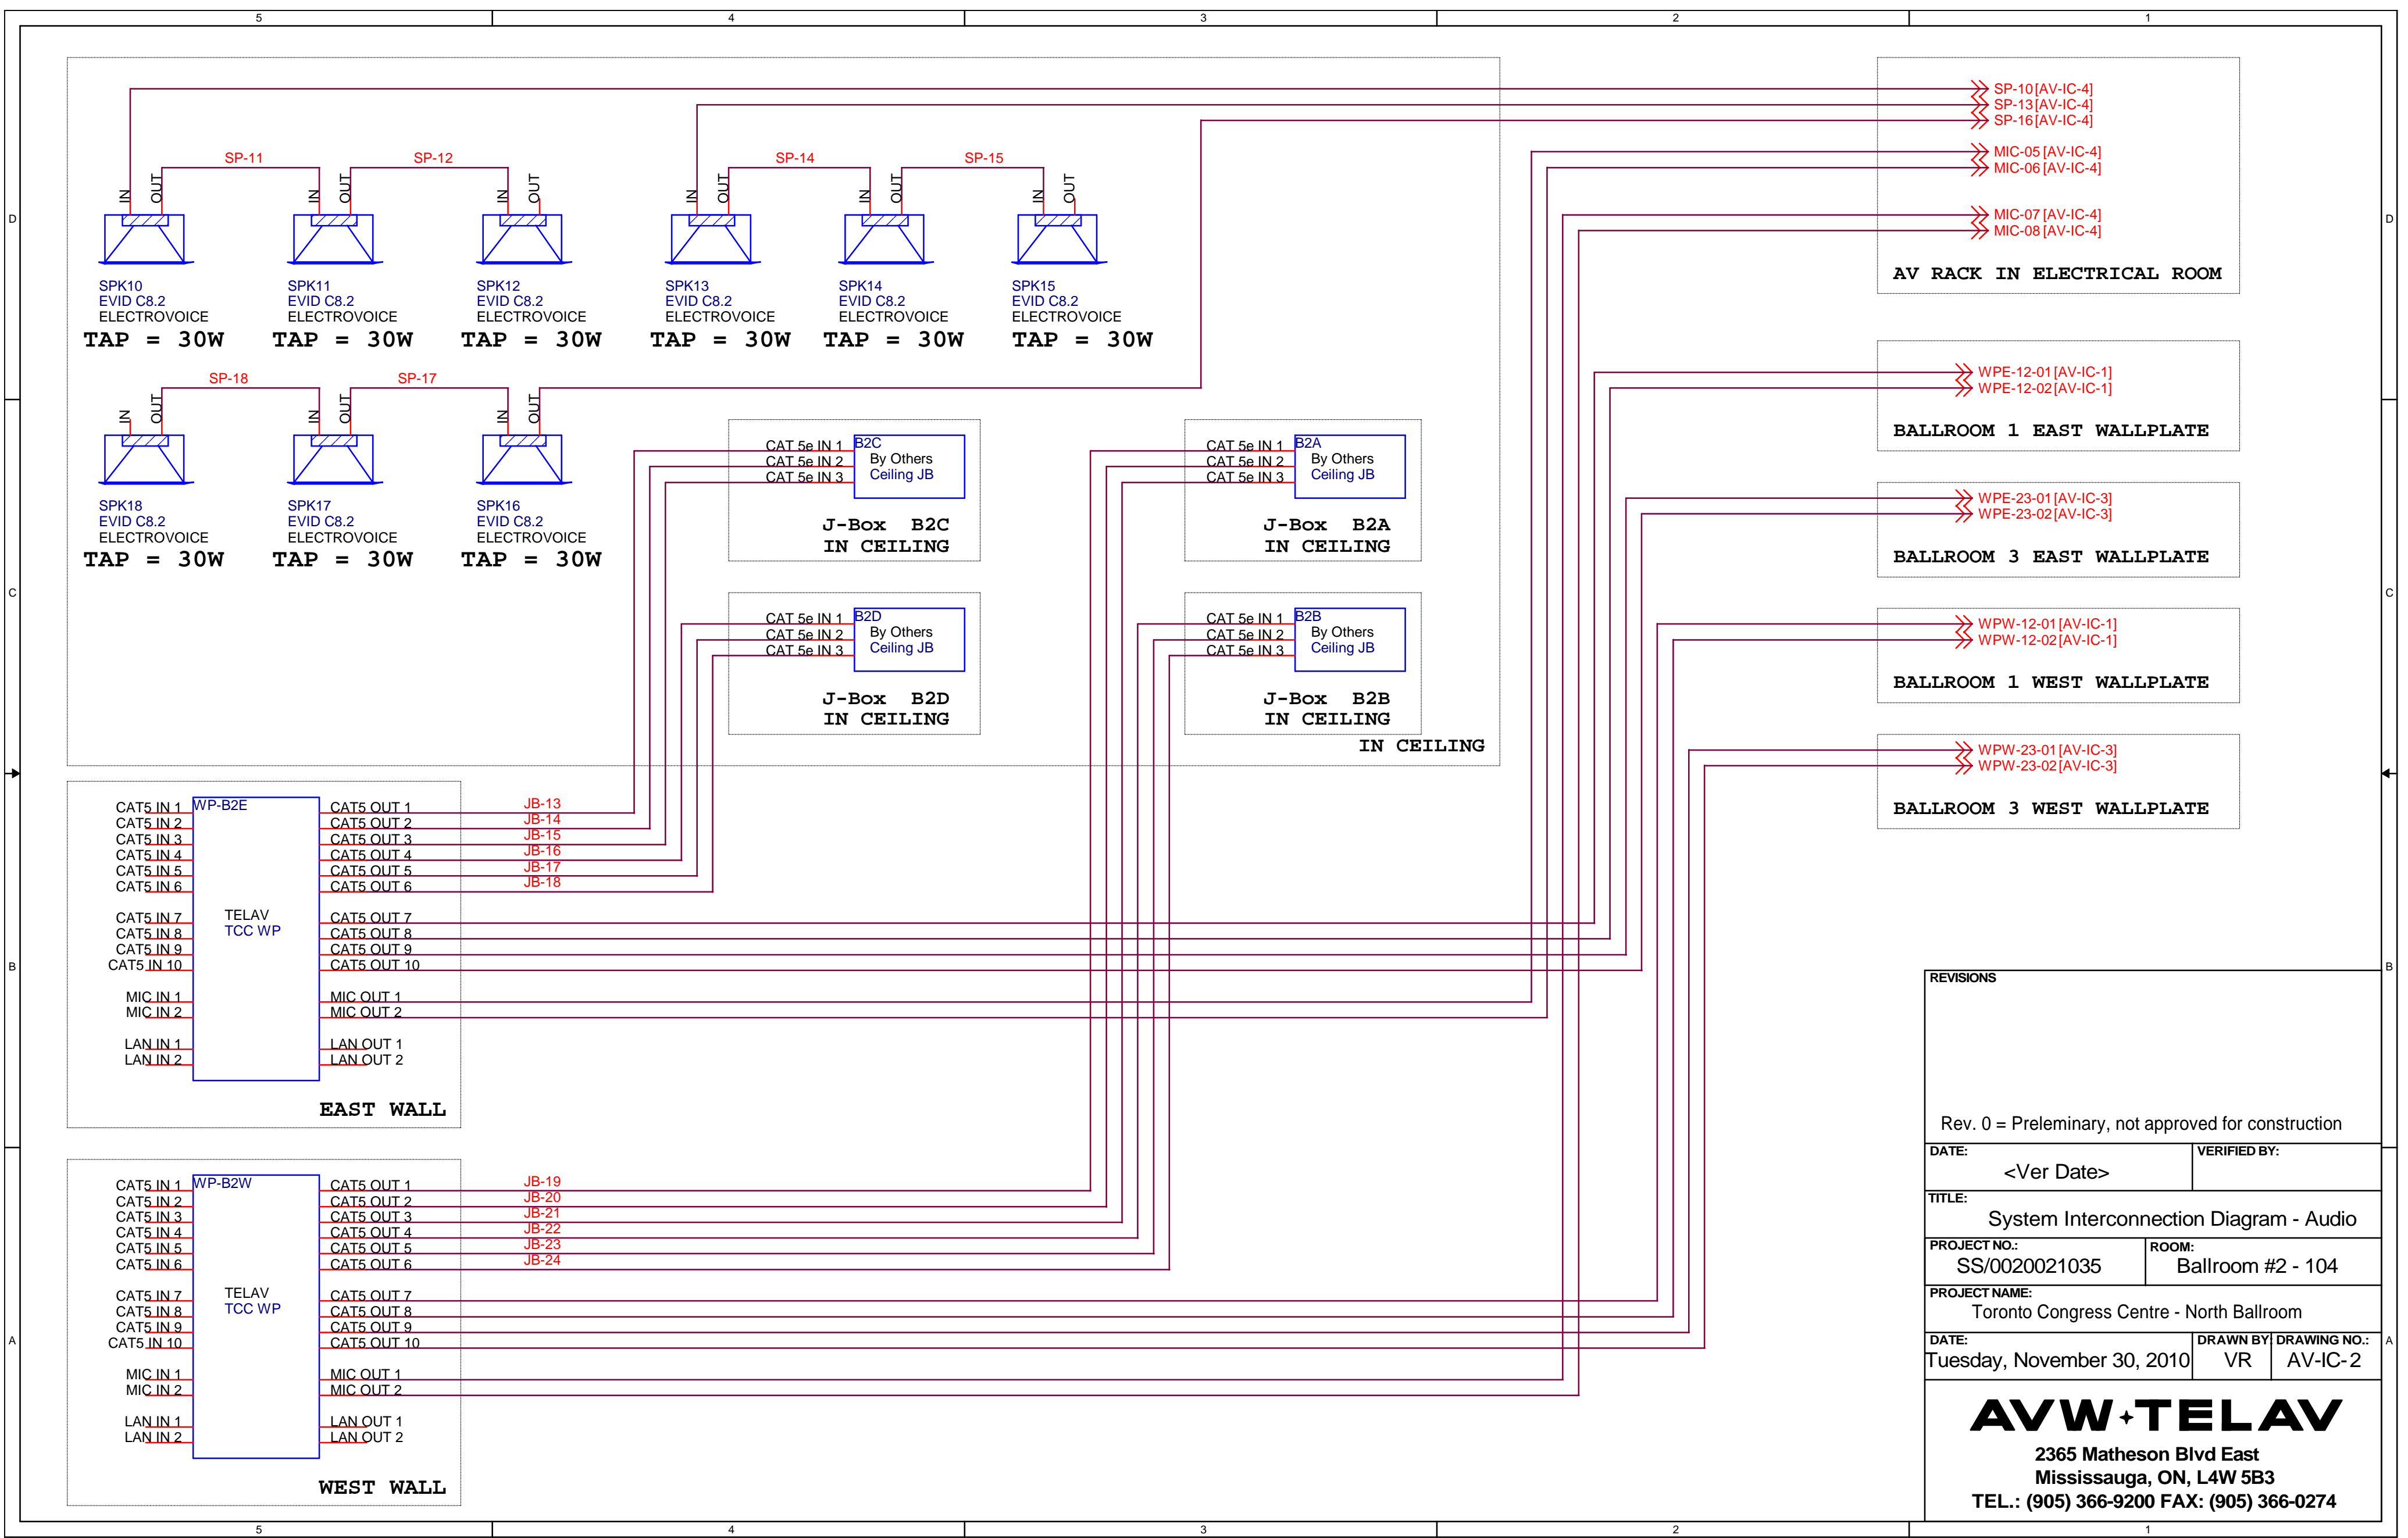 5 4 3 2 1
SP-10 [AV-IC-4]
SP-13 [AV-IC-4]
SP-16 [AV-IC-4]
MIC-05 [AV-IC-4]
MIC-06 [AV-IC-4]
MIC-07 [AV-IC-4]
MIC-08 [AV-IC-4]
AV RACK IN ELECTRICAL ROOM
SP-11 SP-12 SP-14 SP-15
IN OUT IN OUT IN OUT IN OUT IN OUT IN OUT
D D
SPK10 SPK11 SPK12 SPK13 SPK14 SPK15
EVID C8.2 EVID C8.2 EVID C8.2 EVID C8.2 EVID C8.2 EVID C8.2
ELECTROVOICE ELECTROVOICE ELECTROVOICE ELECTROVOICE ELECTROVOICE ELECTROVOICE
TAP = 30W TAP = 30W TAP = 30W TAP = 30W TAP = 30W TAP = 30W
SP-18 SP-17
IN OUT IN OUT IN OUT
SPK18 SPK17 SPK16
EVID C8.2 EVID C8.2 EVID C8.2
ELECTROVOICE ELECTROVOICE ELECTROVOICE
TAP = 30W TAP = 30W TAP = 30W
CAT 5e IN 1 B2C
CAT 5e IN 2 By Others
CAT 5e IN 3 Ceiling JB
J-Box B2C
IN CEILING
CAT 5e IN 1 B2A
CAT 5e IN 2 By Others
CAT 5e IN 3 Ceiling JB
J-Box B2A
IN CEILING
CAT 5e IN 1 B2D
CAT 5e IN 2 By Others
CAT 5e IN 3 Ceiling JB
J-Box B2D
IN CEILING
CAT 5e IN 1 B2B
CAT 5e IN 2 By Others
CAT 5e IN 3 Ceiling JB
J-Box B2B
IN CEILING
IN CEILING
WPE-12-01 [AV-IC-1]
WPE-12-02 [AV-IC-1]
BALLROOM 1 EAST WALLPLATE
WPE-23-01 [AV-IC-3]
WPE-23-02 [AV-IC-3]
BALLROOM 3 EAST WALLPLATE
C C
WPW-12-01 [AV-IC-1]
WPW-12-02 [AV-IC-1]
BALLROOM 1 WEST WALLPLATE
WPW-23-01 [AV-IC-3]
WPW-23-02 [AV-IC-3]
BALLROOM 3 WEST WALLPLATE
CAT5 IN 1 WP-B2E CAT5 OUT 1 JB-13
CAT5 IN 2 CAT5 OUT 2 JB-14
CAT5 IN 3 CAT5 OUT 3 JB-15
CAT5 IN 4 CAT5 OUT 4 JB-16
CAT5 IN 5 CAT5 OUT 5 JB-17
CAT5 IN 6 CAT5 OUT 6 JB-18
CAT5 IN 7 TELAV CAT5 OUT 7
CAT5 IN 8 TCC WP CAT5 OUT 8
CAT5 IN 9 CAT5 OUT 9
CAT5 IN 10 CAT5 OUT 10
B B
MIC IN 1 MIC OUT 1
MIC IN 2 MIC OUT 2
LAN IN 1 LAN OUT 1
LAN IN 2 LAN OUT 2
EAST WALL
CAT5 IN 1 WP-B2W CAT5 OUT 1 JB-19
CAT5 IN 2 CAT5 OUT 2 JB-20
CAT5 IN 3 CAT5 OUT 3 JB-21
CAT5 IN 4 CAT5 OUT 4 JB-22
CAT5 IN 5 CAT5 OUT 5 JB-23
CAT5 IN 6 CAT5 OUT 6 JB-24
CAT5 IN 7 TELAV CAT5 OUT 7
CAT5 IN 8 TCC WP CAT5 OUT 8
CAT5 IN 9 CAT5 OUT 9
CAT5 IN 10 CAT5 OUT 10
A A
MIC IN 1 MIC OUT 1
MIC IN 2 MIC OUT 2
LAN IN 1 LAN OUT 1
LAN IN 2 LAN OUT 2
WEST WALL
REVISIONS
Rev. 0 = Preleminary, not approved for construction
DATE: VERIFIED BY:
<Ver Date>
TITLE:
System Interconnection Diagram - Audio
PROJECT NO.: ROOM:
SS/0020021035 Ballroom #2 - 104
PROJECT NAME:
Toronto Congress Centre - North Ballroom
DATE: DRAWN BY: DRAWING NO.:
Tuesday, November 30, 2010 VR AV-IC-2
AVW TELAV
2365 Matheson Blvd East
Mississauga, ON, L4W 5B3
TEL.: (905) 366-9200 FAX: (905) 366-0274
5 4 3 2 1